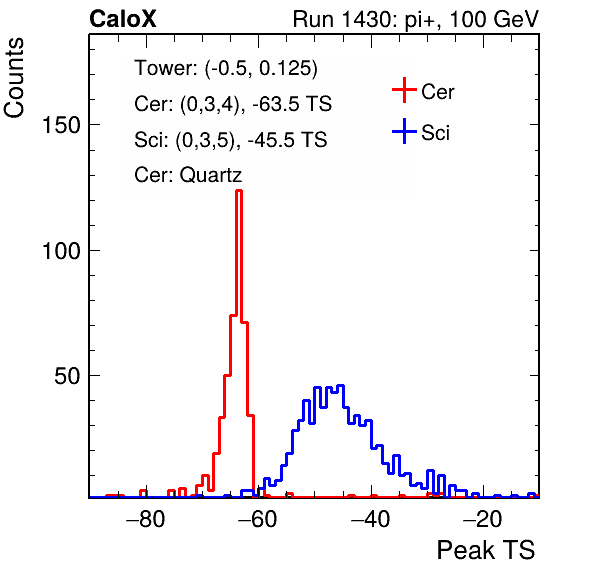 CaloX Run 1430: pi+, 100 GeV
Counts
Tower: (-0.5, 0.125)
Cer: (0,3,4), -63.5 TS
Sci: (0,3,5), -45.5 TS
Cer: Quartz
Cer
Sci
150
100
50
−80 −60 −40 −20
Peak TS